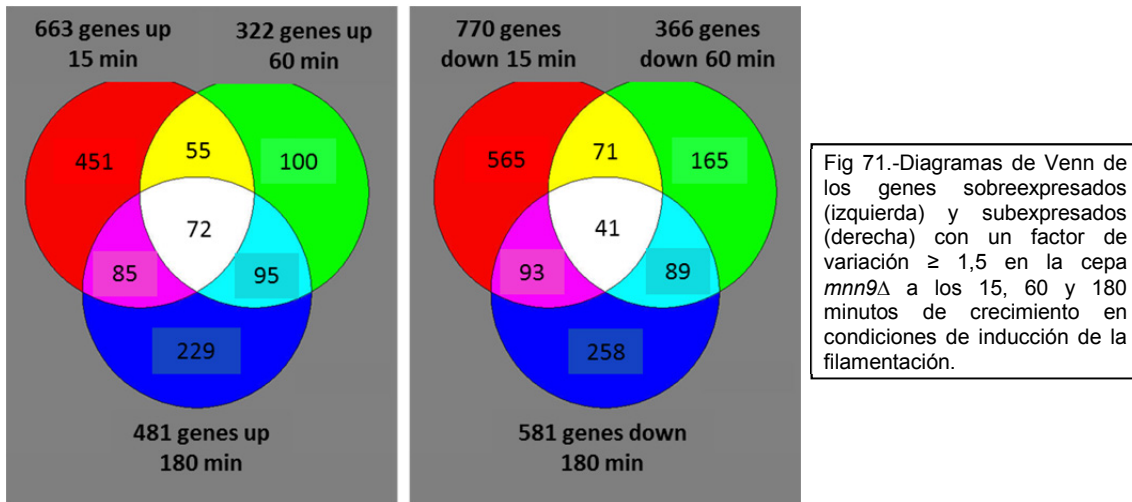 663 genes up
15 min
322 genes up
60 min
451
55
100
72
85
95
229
481 genes up
180 min
770 genes
down 15 min
366 genes
down 60 min
565
71
165
41
93
89
258
581 genes down
180 min
Fig 71.-Diagramas de Venn de
los genes sobreexpresados
(izquierda) y subexpresados
(derecha) con un factor de
variación ≥ 1,5 en la cepa
mnn9Δ a los 15, 60 y 180
minutos de crecimiento en
condiciones de inducción de la
filamentación.